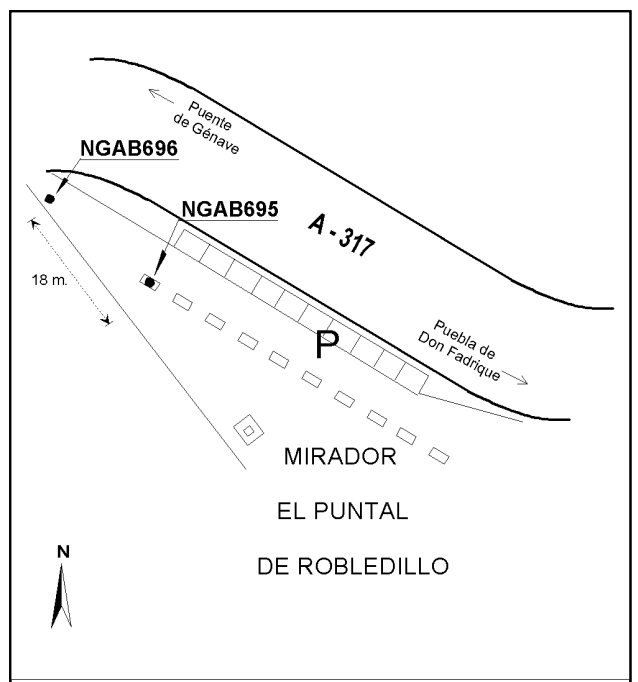 Puente
de Génave
NGAB696
NGAB695
A - 317
18 m.
P
Puebla de
Don Fadrique
MIRADOR
EL PUNTAL
DE ROBLEDILLO
N